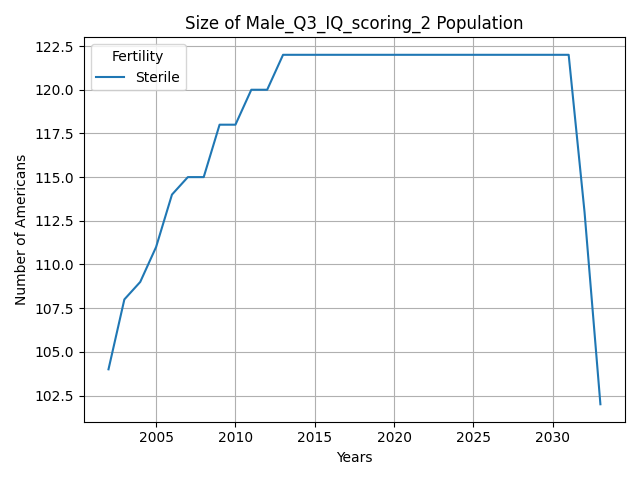 Size of Male_Q3_IQ_scoring_2 Population
Fertility
Sterile
Number of Americans
122.5
120.0
117.5
115.0
112.5
110.0
107.5
105.0
102.5
2005 2010 2015 2020 2025 2030
Years